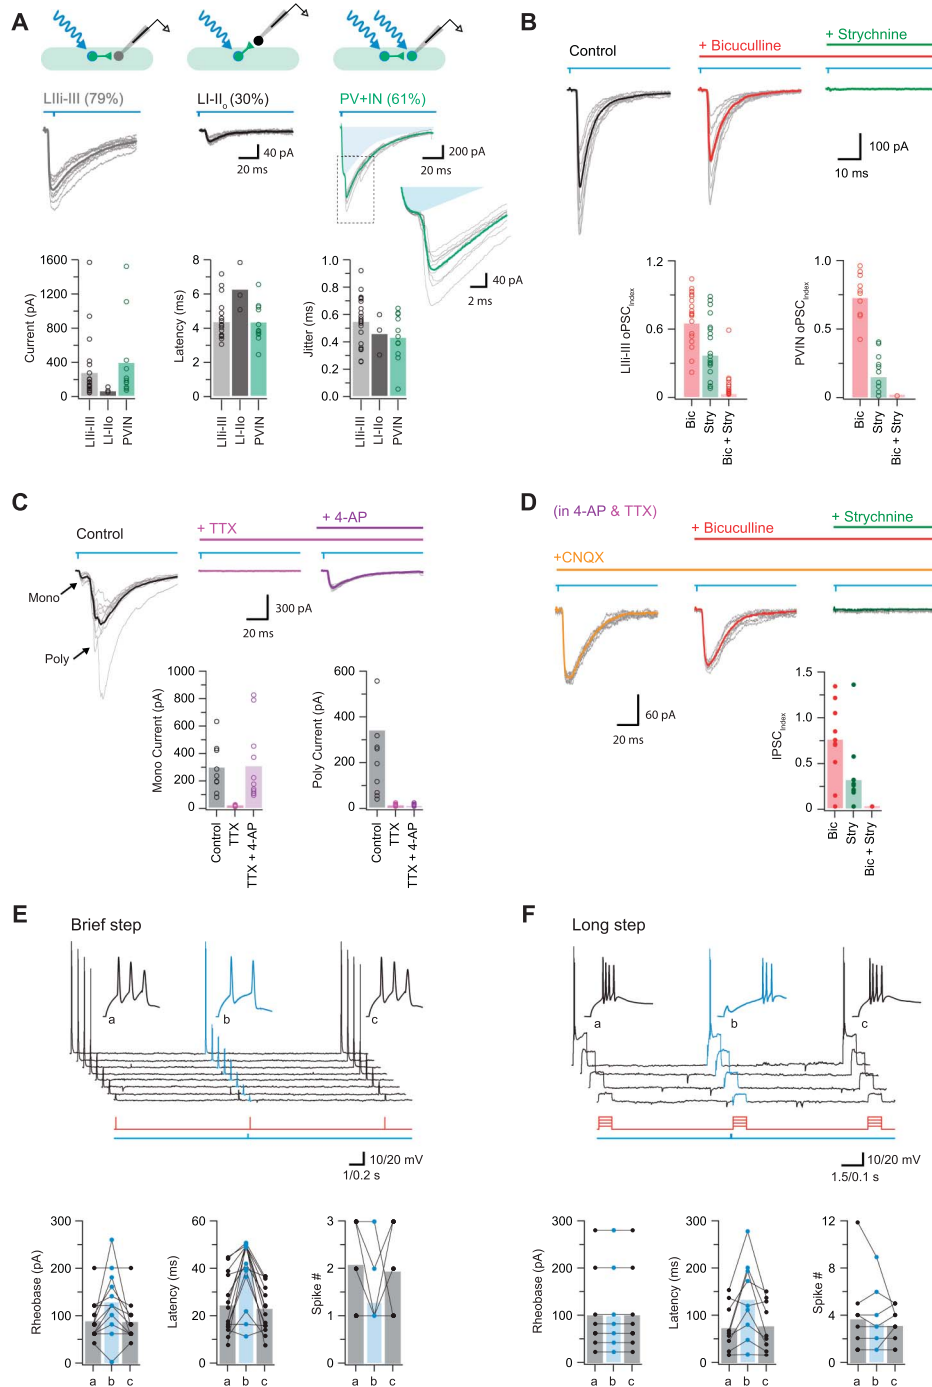 A
LIIi-III (79%)
LI-IIo (30%)
PV+IN (61%)
40 pA
20 ms
200 pA
20 ms
40 pA
2 ms
Current (pA)
1600
1200
800
400
0
LIIi-III
LI-IIo
PVIN
Latency (ms)
8
6
4
2
0
LIIi-III
LI-IIo
PVIN
Jitter (ms)
1.0
0.8
0.6
0.4
0.2
0.0
LIIi-III
LI-IIo
PVIN
B
Control
+ Bicuculline
+ Strychnine
100 pA
10 ms
LIIi-III oPSCIndex
1.2
0.6
0.0
Bic
Stry
Bic + Stry
PVIN oPSCIndex
1.0
0.5
0.0
Bic
Stry
Bic + Stry
C
Control
+ TTX
+ 4-AP
Mono
Poly
300 pA
20 ms
Mono Current (pA)
1000
800
600
400
200
0
Control
TTX
TTX + 4-AP
Poly Current (pA)
600
400
200
0
Control
TTX
TTX + 4-AP
D
(in 4-AP & TTX)
+CNQX
+ Bicuculline
+ Strychnine
60 pA
20 ms
IPSCIndex
1.5
1.0
0.5
0.0
Bic
Stry
Bic + Stry
E
Brief step
a
b
c
10/20 mV
1/0.2 s
Rheobase (pA)
300
200
100
0
a
b
c
Latency (ms)
60
40
20
0
a
b
c
Spike #
3
2
1
0
a
b
c
F
Long step
a
b
c
10/20 mV
1.5/0.1 s
Rheobase (pA)
300
200
100
0
a
b
c
Latency (ms)
300
200
100
0
a
b
c
Spike #
12
8
4
0
a
b
c